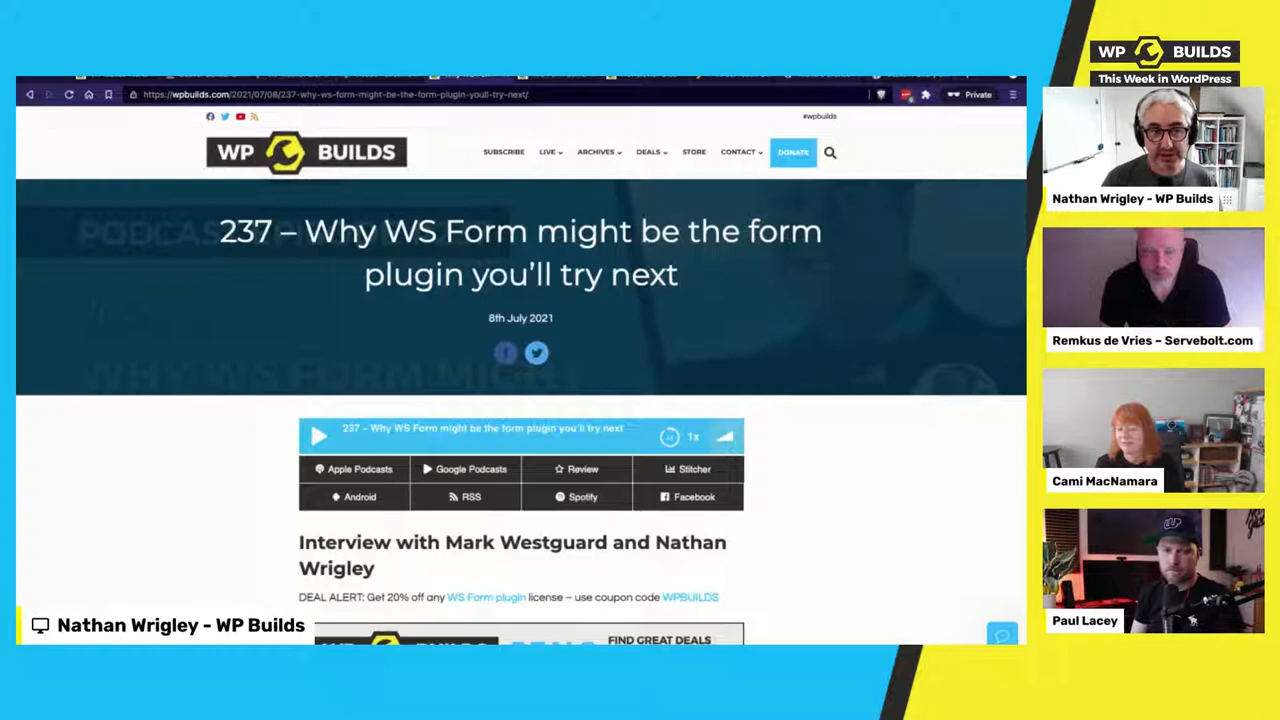 https://wpbuilds.com/2021/07/08/237-why-ws-form-might-be-the-form-plugin-youll-try-next/
Private
#wpbuilds
WP BUILDS
SUBSCRIBE LIVE ARCHIVES DEALS STORE CONTACT DONATE
237 – Why WS Form might be the form
plugin you’ll try next
8th July 2021
WHY WS FORM MIGHT
237 – Why WS Form might be the form plugin you’ll try next
1x
Apple Podcasts Google Podcasts Review Stitcher
Android RSS Spotify Facebook
Interview with Mark Westguard and Nathan
Wrigley
DEAL ALERT: Get 20% off any WS Form plugin license – use coupon code WPBUILDS
FIND GREAT DEALS
Nathan Wrigley - WP Builds
WP BUILDS
This Week in WordPress
Nathan Wrigley - WP Builds
Remkus de Vries – Servebolt.com
Cami MacNamara
Paul Lacey